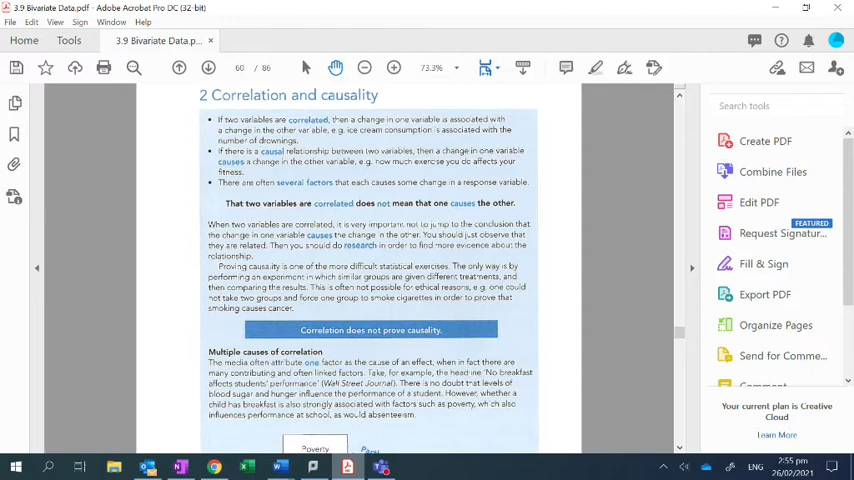 3.9 Bivariate Data.pdf - Adobe Acrobat Pro DC (32-bit)
File Edit View Sign Window Help
Home Tools 3.9 Bivariate Data.p... ×
60 / 86 73.3%
2 Correlation and causality
• If two variables are correlated, then a change in one variable is associated with
a change in the other variable, e.g. ice cream consumption is associated with the
number of drownings.
• If there is a causal relationship between two variables, then a change in one variable
causes a change in the other variable, e.g. how much exercise you do affects your
fitness.
• There are often several factors that each causes some change in a response variable.
That two variables are correlated does not mean that one causes the other.
When two variables are correlated, it is very important not to jump to the conclusion that
the change in one variable causes the change in the other. You should just observe that
they are related. Then you should do research in order to find more evidence about the
relationship.
Proving causality is one of the more difficult statistical exercises. The only way is by
performing an experiment in which similar groups are given different treatments, and
then comparing the results. This is often not possible for ethical reasons, e.g. one could
not take two groups and force one group to smoke cigarettes in order to prove that
smoking causes cancer.
Correlation does not prove causality.
Multiple causes of correlation
The media often attribute one factor as the cause of an effect, when in fact there are
many contributing and often linked factors. Take, for example, the headline 'No breakfast
affects students' performance' (Wall Street Journal). There is no doubt that levels of
blood sugar and hunger influence the performance of a student. However, whether a
child has breakfast is also strongly associated with factors such as poverty, which also
influences performance at school, as would absenteeism.
Poverty
Search tools
Create PDF
Combine Files
Edit PDF
FEATURED
Request Signatur...
Fill & Sign
Export PDF
Organize Pages
Send for Comme...
Comment
Your current plan is Creative
Cloud
Learn More
ENG
2:55 pm
26/02/2021